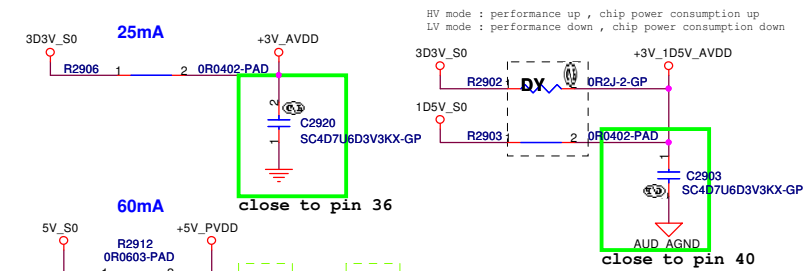 HV mode : performance up , chip power consumption up
LV mode : performance down , chip power consumption down
25mA
3D3V_S0
+3V_AVDD
R2906
1
2
0R0402-PAD
2
C2920
SC4D7U6D3V3KX-GP
1
close to pin 36
3D3V_S0
+3V_1D5V_AVDD
R2902
1
DY
0R2J-2-GP
1D5V_S0
R2903
1
2
0R0402-PAD
1
C2903
SC4D7U6D3V3KX-GP
AUD_AGND
close to pin 40
60mA
5V_S0
+5V_PVDD
R2912
0R0603-PAD
1
2